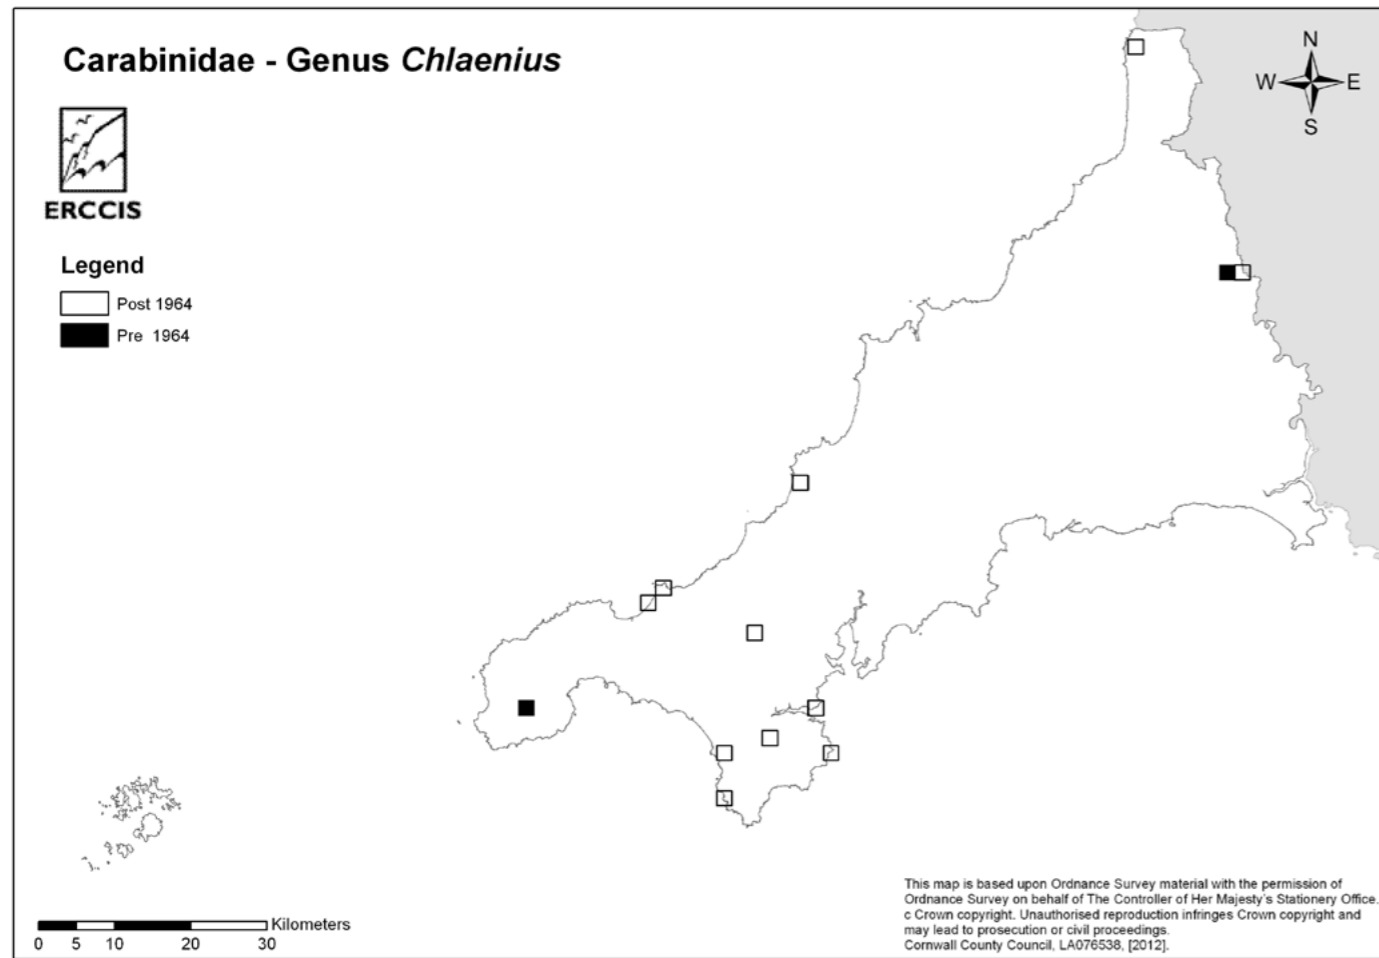 Carabinidae - Genus Chlaenius
N
W E
S
ERCCIS
Legend
Post 1964
Pre 1964
Kilometers
0 5 10 20 30
This map is based upon Ordnance Survey material with the permission of
Ordnance Survey on behalf of The Controller of Her Majesty's Stationery Office.
c Crown copyright. Unauthorised reproduction infringes Crown copyright and
may lead to prosecution or civil proceedings.
Cornwall County Council, LA076538, [2012].